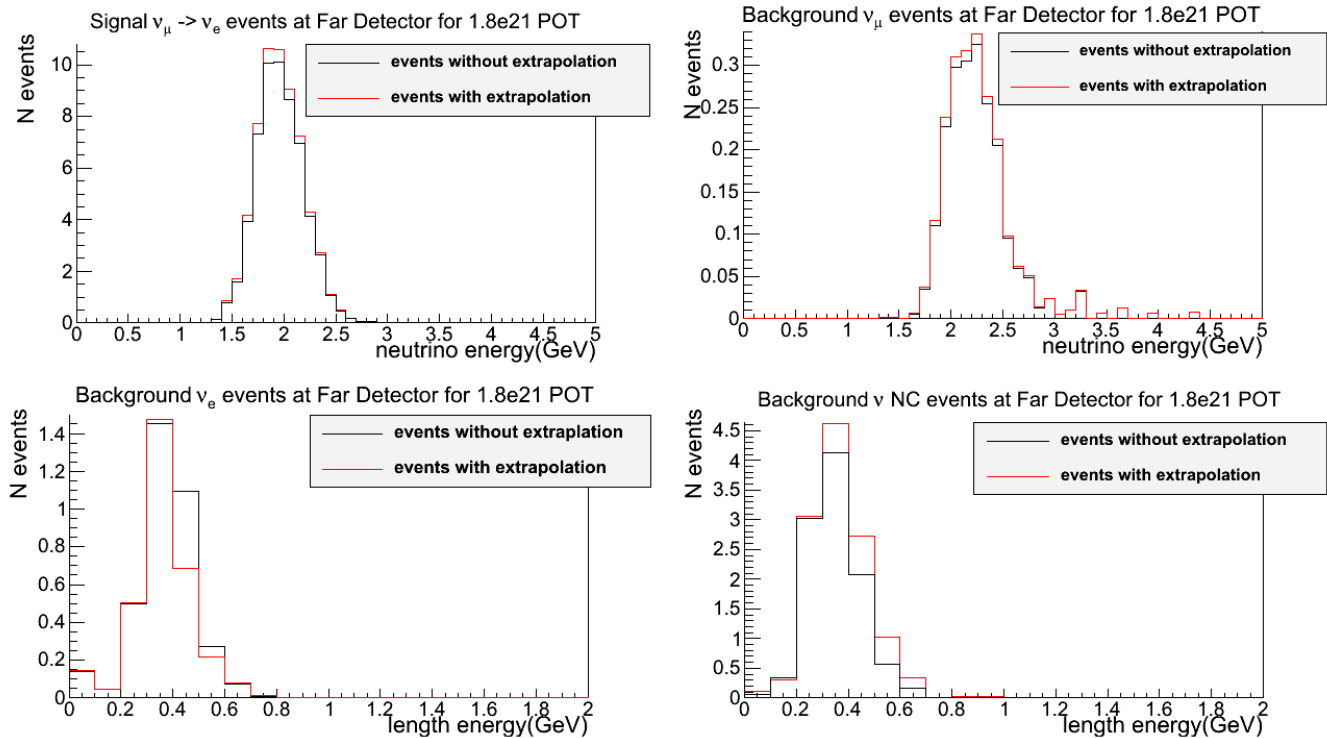 Signal νμ -> νe events at Far Detector for 1.8e21 POT
N events
10
8
6
4
2
0
events without extrapolation
events with extrapolation
0 0.5 1 1.5 2 2.5 3 3.5 4 4.5 5
neutrino energy(GeV)
Background νμ events at Far Detector for 1.8e21 POT
N events
0.3
0.25
0.2
0.15
0.1
0.05
0
events without extrapolation
events with extrapolation
0 0.5 1 1.5 2 2.5 3 3.5 4 4.5 5
neutrino energy(GeV)
Background νe events at Far Detector for 1.8e21 POT
N events
1.4
1.2
1
0.8
0.6
0.4
0.2
0
events without extraplation
events with extrapolation
0 0.2 0.4 0.6 0.8 1 1.2 1.4 1.6 1.8 2
length energy(GeV)
Background ν NC events at Far Detector for 1.8e21 POT
N events
4.5
4
3.5
3
2.5
2
1.5
1
0.5
0
events without extrapolation
events with extrapolation
0 0.2 0.4 0.6 0.8 1 1.2 1.4 1.6 1.8 2
length energy(GeV)